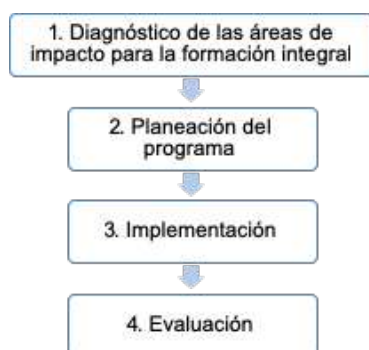 1. Diagnóstico de las áreas de
impacto para la formación integral
2. Planeación del
programa
3. Implementación
4. Evaluación